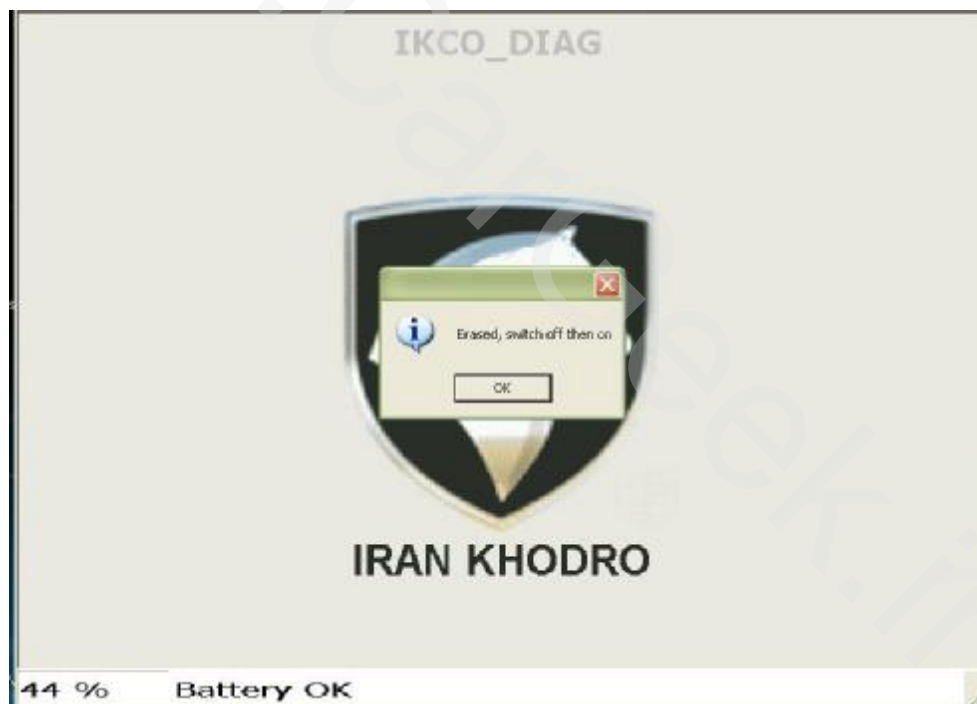 IKCO_DIAG
Erased, switch off then on
OK
IRAN KHODRO
44 %    Battery OK